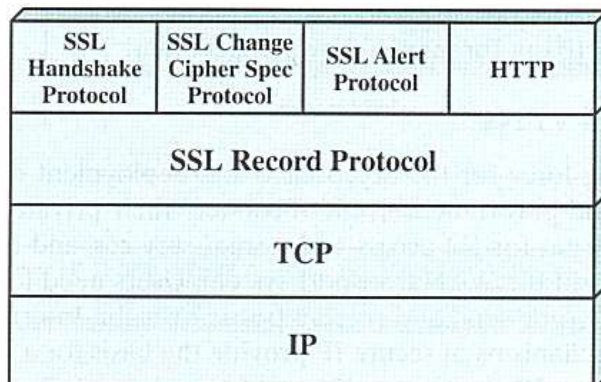 SSL Handshake Protocol
SSL Change Cipher Spec Protocol
SSL Alert Protocol
HTTP
SSL Record Protocol
TCP
IP